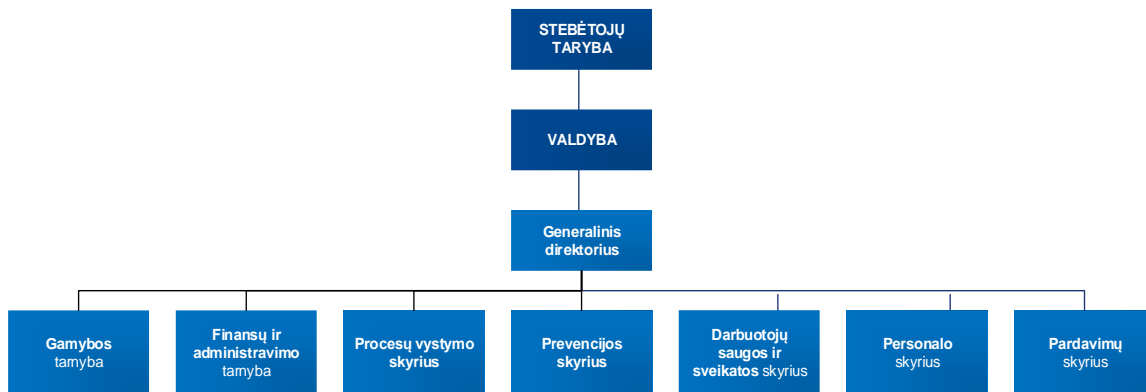 STEBĖTOJŲ
TARYBA
VALDYBA
Generalinis
direktorius
Gamybos
tarnyba
Finansų ir
administravimo
tarnyba
Procesų vystymo
skyrius
Prevencijos
skyrius
Darbuotojų
saugos ir
sveikatos skyrius
Personalo
skyrius
Pardavimų
skyrius